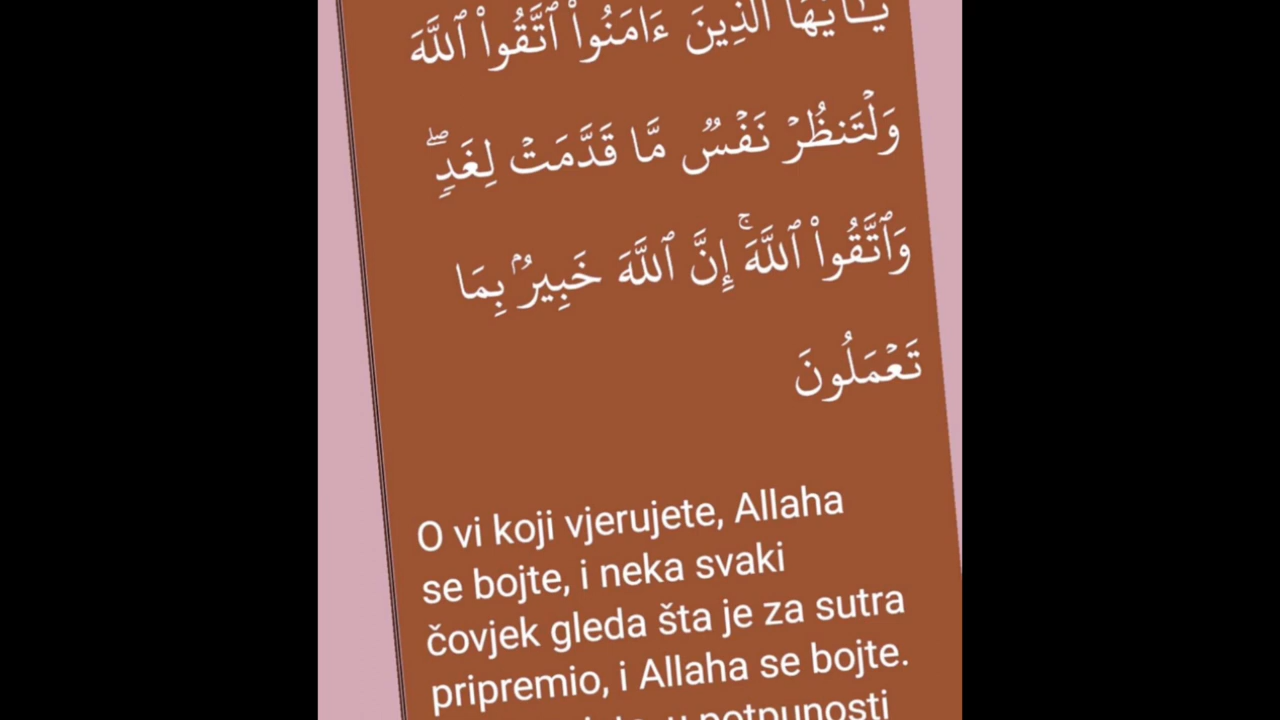 يَـٰٓأَيُّهَا ٱلَّذِينَ ءَامَنُوا۟ ٱتَّقُوا۟ ٱللَّهَ
وَلْتَنظُرْ نَفْسٌ مَّا قَدَّمَتْ لِغَدٍ ۖ
وَٱتَّقُوا۟ ٱللَّهَ ۚ إِنَّ ٱللَّهَ خَبِيرٌۢ بِمَا
تَعْمَلُونَ
O vi koji vjerujete, Allaha
se bojte, i neka svaki
čovjek gleda šta je za sutra
pripremio, i Allaha se bojte.
u potpunosti